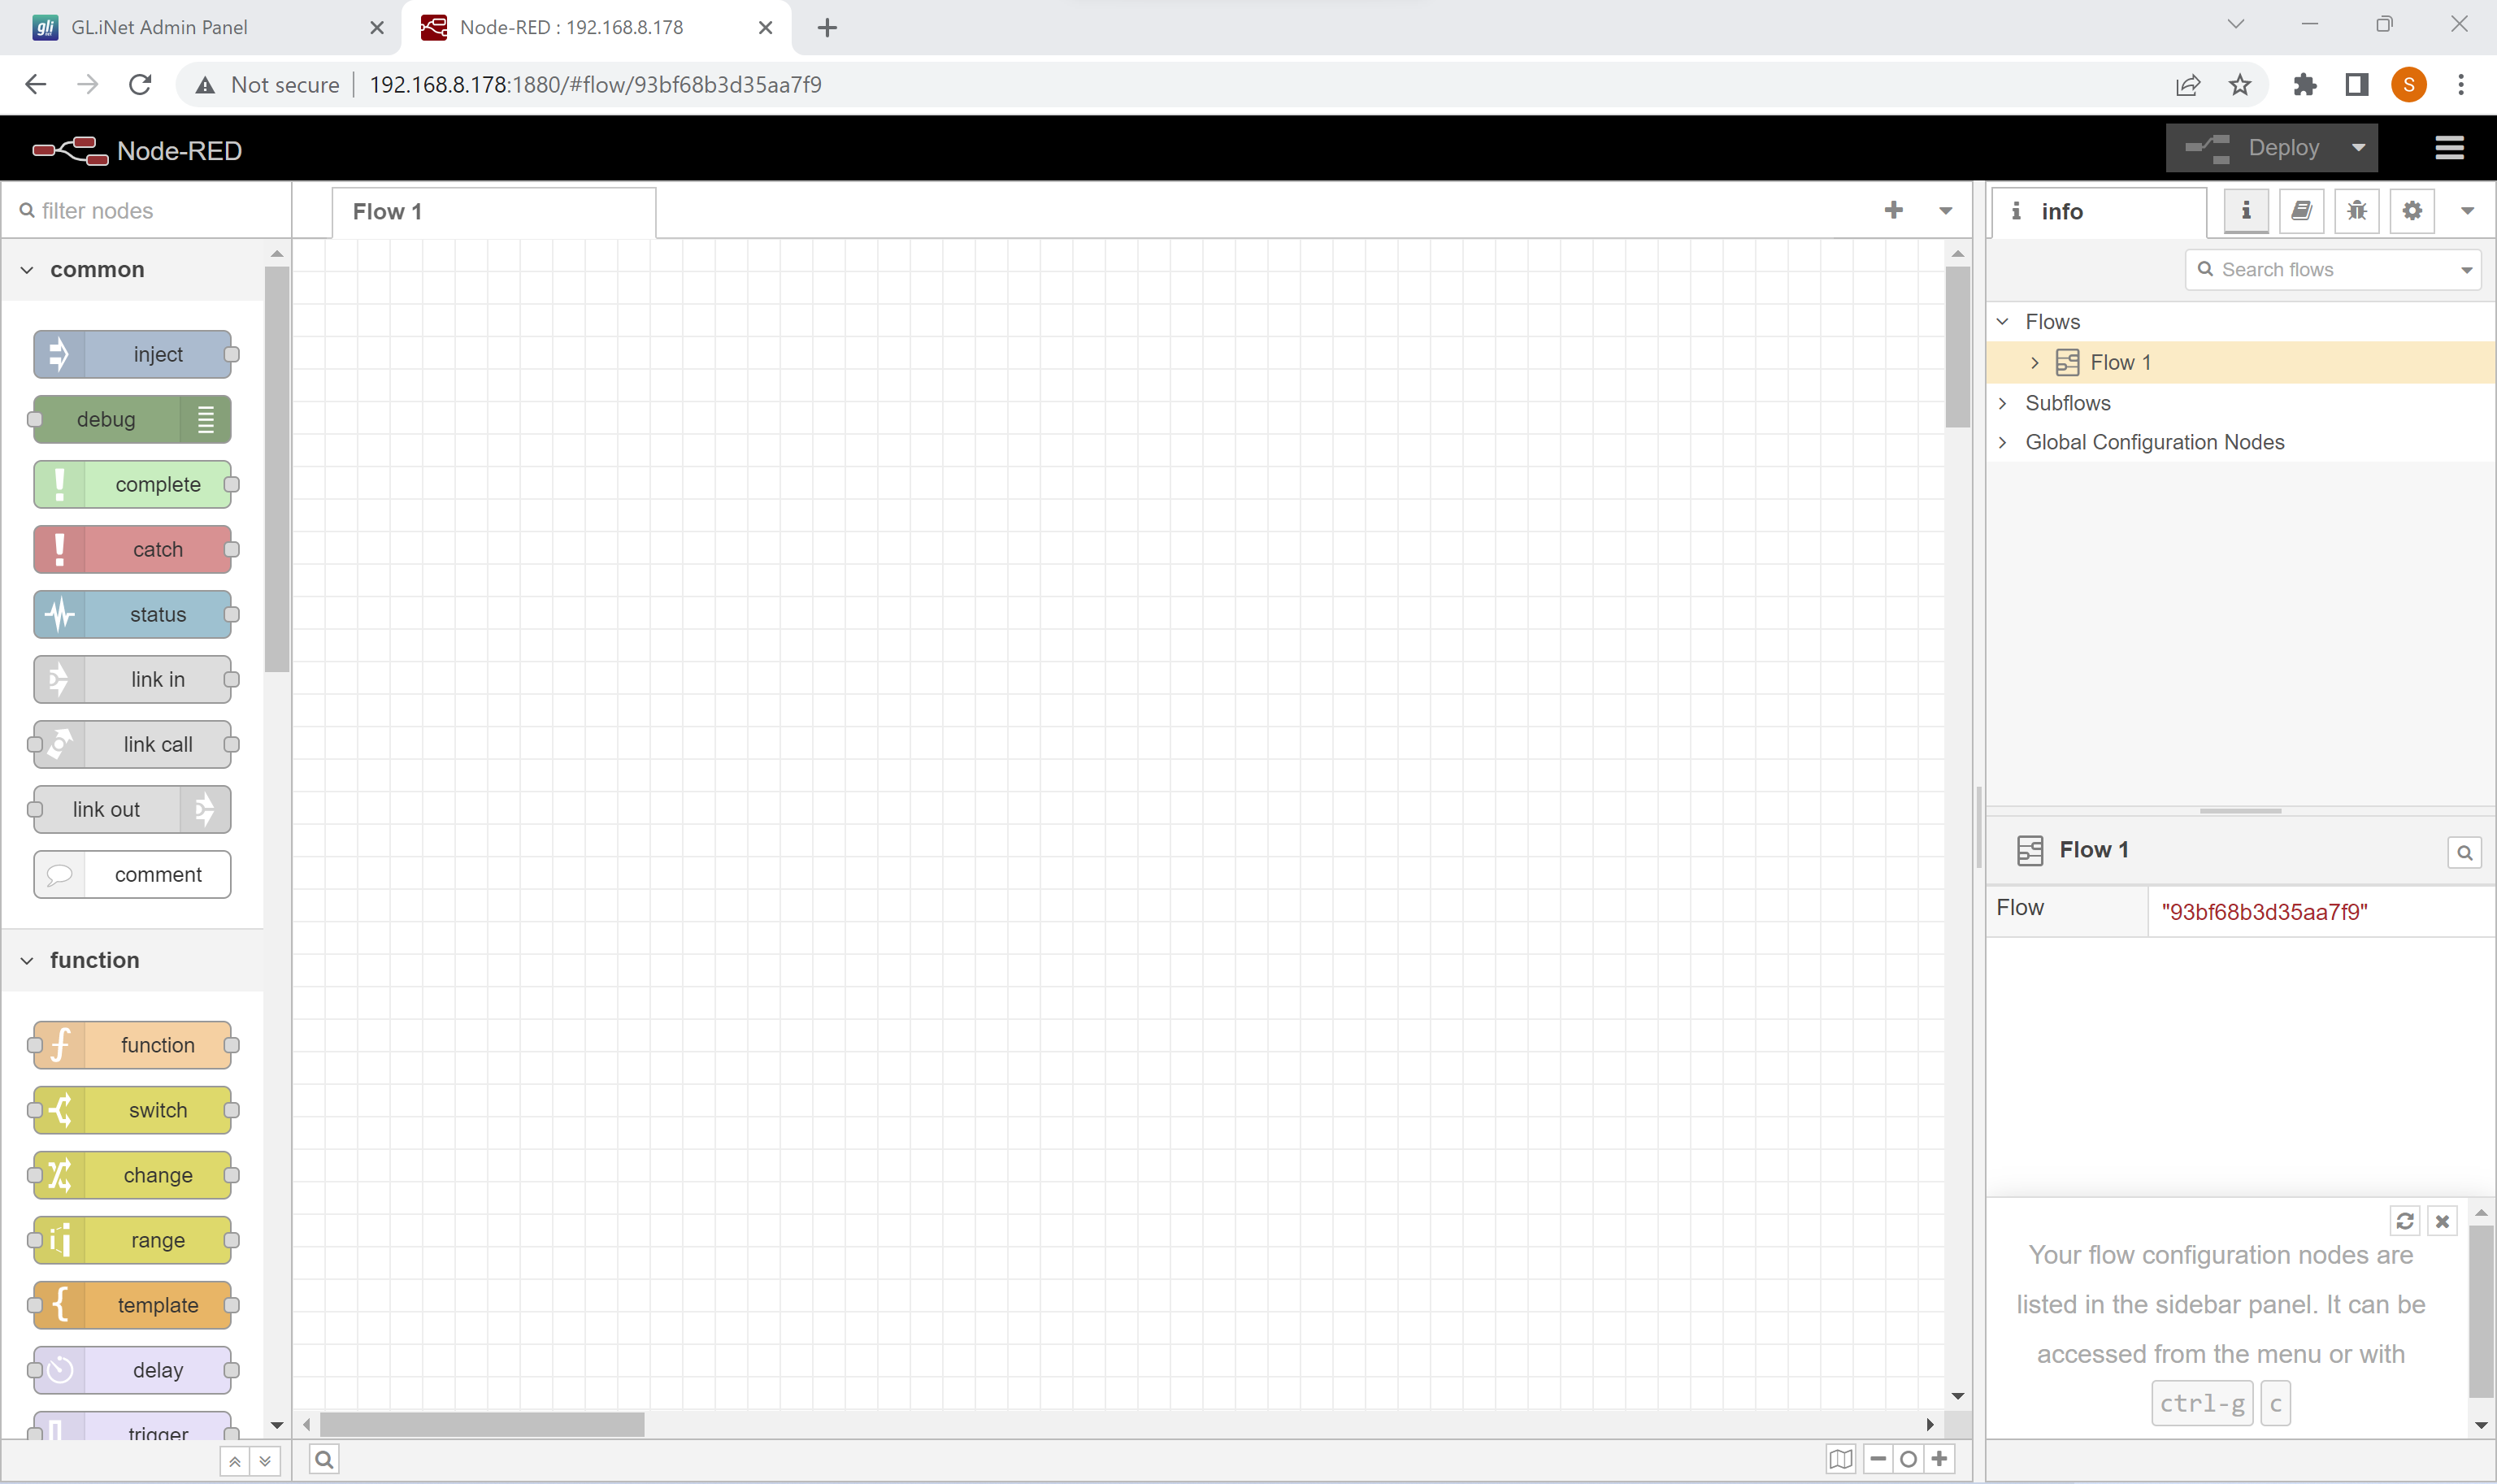 GL.iNet Admin Panel
Node-RED : 192.168.8.178
Not secure
192.168.8.178:1880/#flow/93bf68b3d35aa7f9
S
Node-RED
Deploy
filter nodes
Flow 1
info
common
Search flows
inject
debug
complete
catch
status
link in
link call
link out
comment
function
function
switch
change
range
template
delay
trigger
Flows
Flow 1
Subflows
Global Configuration Nodes
Flow 1
Flow
"93bf68b3d35aa7f9"
Your flow configuration nodes are
listed in the sidebar panel. It can be
accessed from the menu or with
ctrl-g c